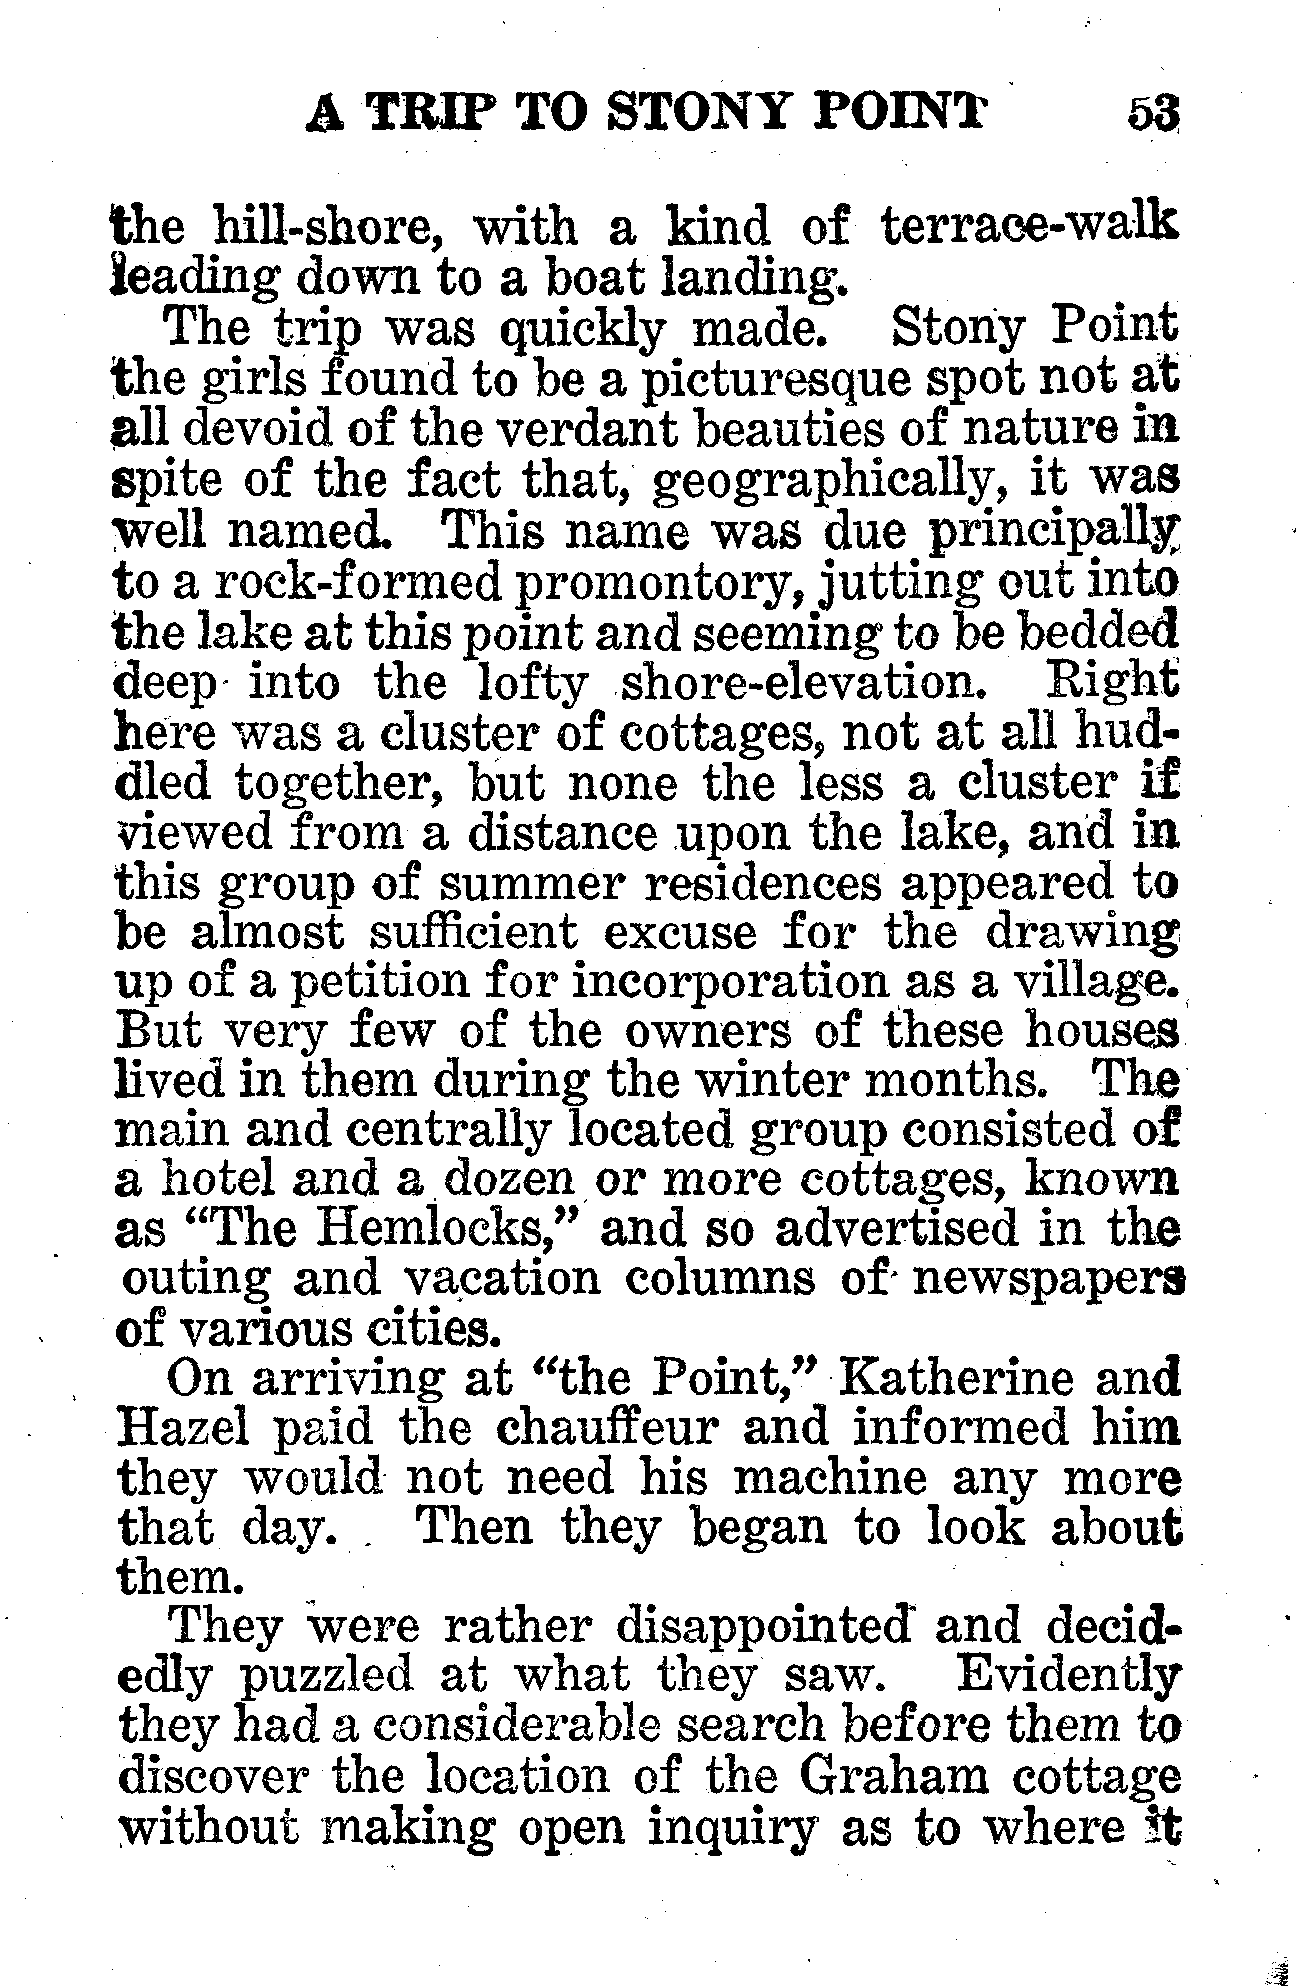 A TRIP TO STONY POINT 53
the hill-shore, with a kind of terrace-walk
leading down to a boat landing.
The trip was quickly made. Stony Point
the girls found to be a picturesque spot not at
all devoid of the verdant beauties of nature in
spite of the fact that, geographically, it was
well named. This name was due principally
to a rock-formed promontory, jutting out into
the lake at this point and seeming to be bedded
deep into the lofty shore-elevation. Right
here was a cluster of cottages, not at all hud-
dled together, but none the less a cluster if
viewed from a distance upon the lake, and in
this group of summer residences appeared to
be almost sufficient excuse for the drawing
up of a petition for incorporation as a village.
But very few of the owners of these houses
lived in them during the winter months. The
main and centrally located group consisted of
a hotel and a dozen or more cottages, known
as “The Hemlocks,” and so advertised in the
outing and vacation columns of newspapers
of various cities.
On arriving at “the Point,” Katherine and
Hazel paid the chauffeur and informed him
they would not need his machine any more
that day. Then they began to look about
them.
They were rather disappointed and decid-
edly puzzled at what they saw. Evidently
they had a considerable search before them to
discover the location of the Graham cottage
without making open inquiry as to where it